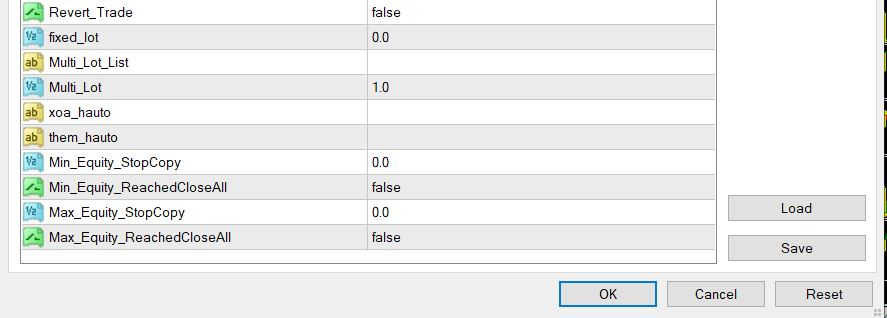 Revert_Trade false
fixed_lot 0.0
Multi_Lot_List
Multi_Lot 1.0
xoa_hauto
them_hauto
Min_Equity_StopCopy 0.0
Min_Equity_ReachedCloseAll false
Max_Equity_StopCopy 0.0
Max_Equity_ReachedCloseAll false
Load
Save
OK Cancel Reset